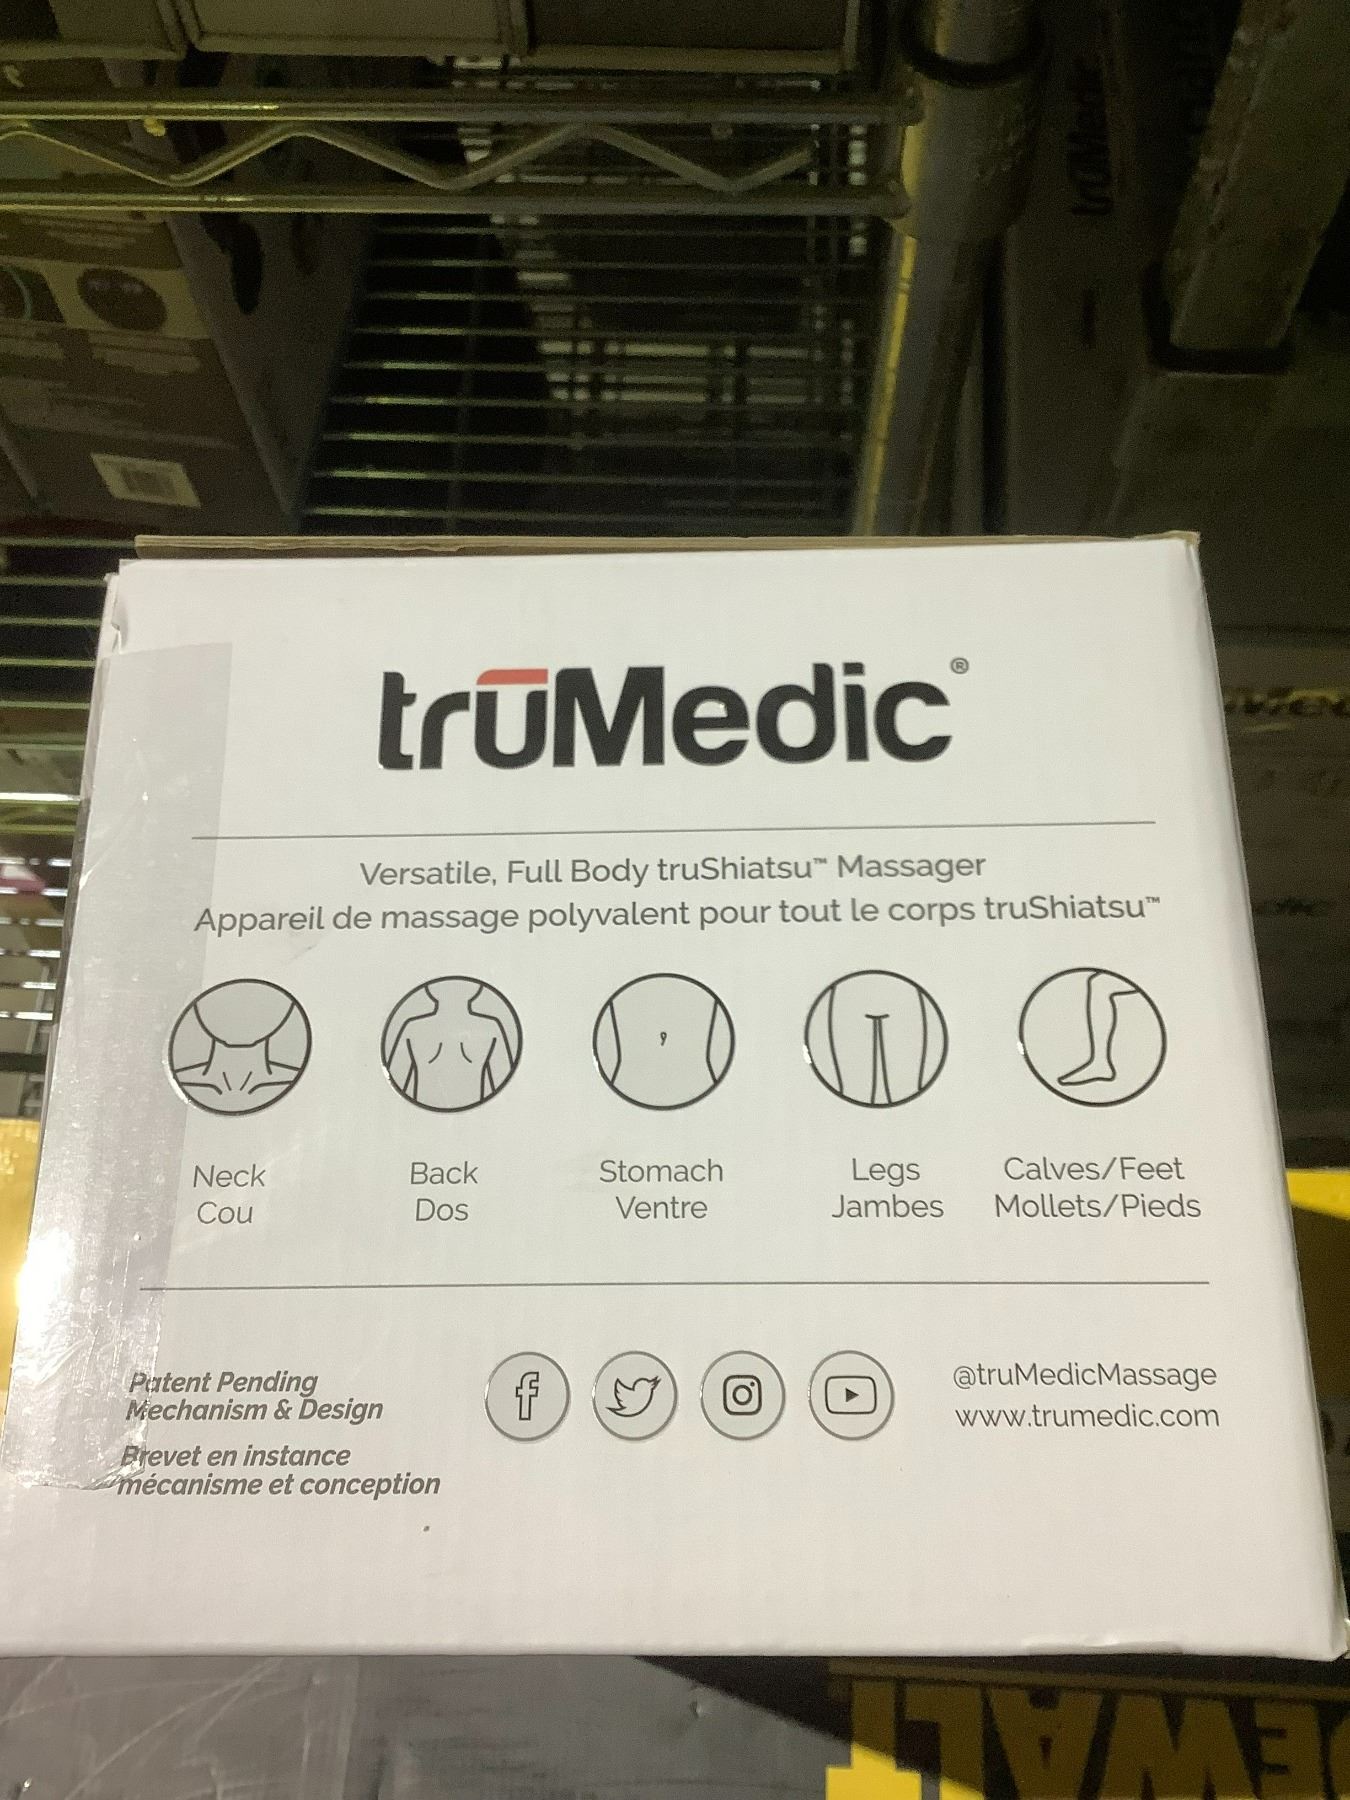 trūMedic®
Versatile, Full Body truShiatsu™ Massager
Appareil de massage polyvalent pour tout le corps truShiatsu™
Neck
Cou
Back
Dos
Stomach
Ventre
Legs
Jambes
Calves/Feet
Mollets/Pieds
Patent Pending
Mechanism & Design
Brevet en instance
mécanisme et conception
@truMedicMassage
www.trumedic.com
truMedic
DEWALT